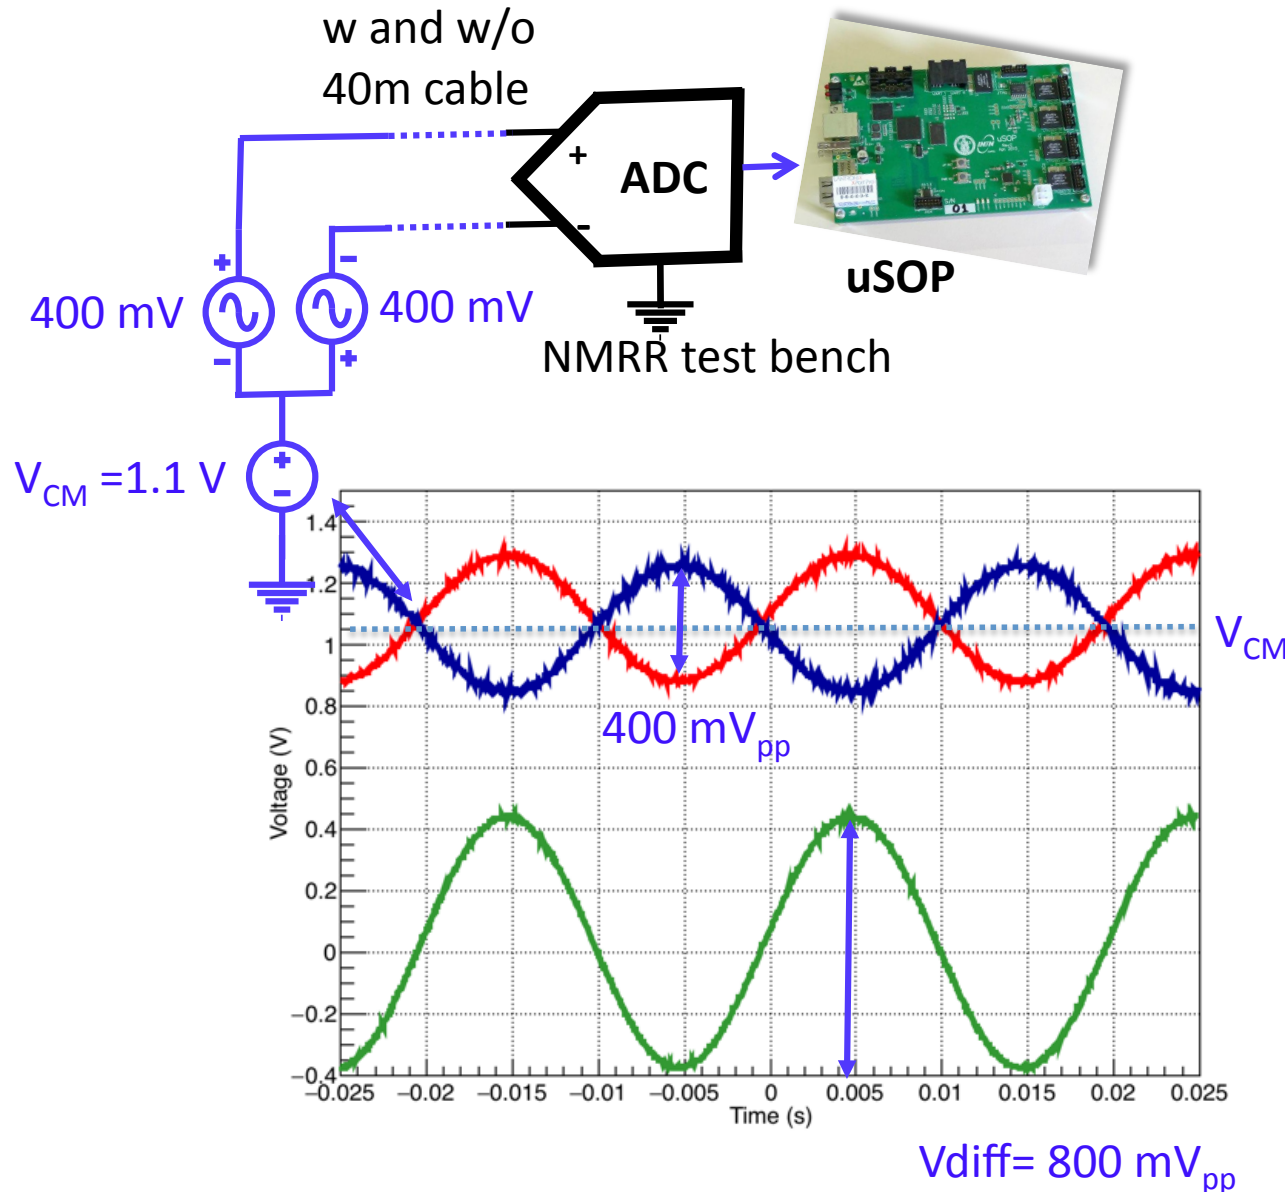 w and w/o
40m cable
+
ADC
-
uSOP
01
uSOP
+
-
400 mV
400 mV
-
+
NMRR test bench
V_CM =1.1 V
+
-
1.4
1.2
1
0.8
0.6
0.4
0.2
0
−0.2
−0.4
Voltage (V)
V_CM
400 mV_pp
−0.025 −0.02 −0.015 −0.01 −0.005 0 0.005 0.01 0.015 0.02 0.025
Time (s)
Vdiff= 800 mV_pp